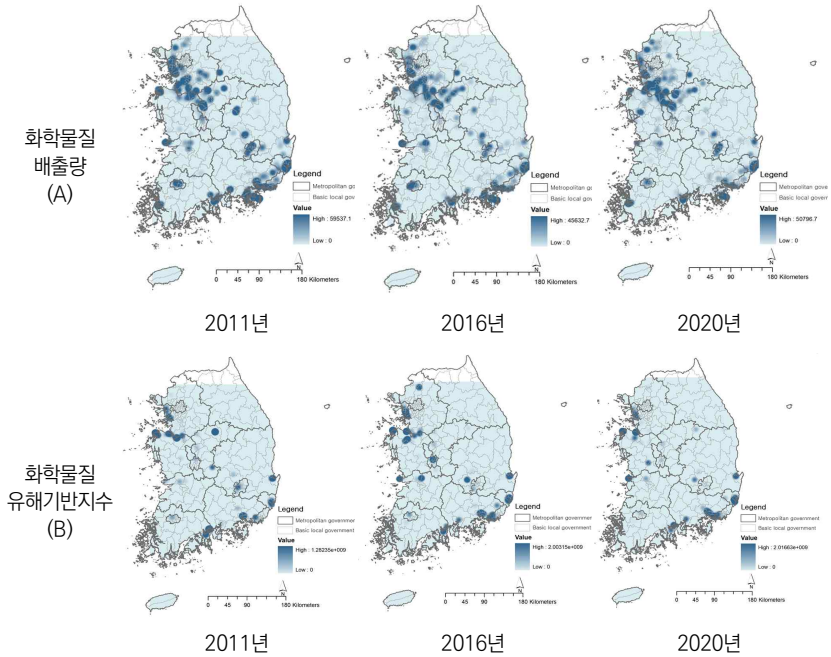 화학물질
배출량
(A)
Legend
Metropolitan gc
Basic local gov
Value
High : 59537.1
Low : 0
N
0 45 90 180 Kilometers
2011년
Legend
Metropolitan gc
Basic local gov
Value
High : 45632.7
Low : 0
N
0 45 90 180 Kilometers
2016년
Legend
Metropolitan gove
Basic local goverr
Value
High : 50796.7
Low : 0
N
0 45 90 180 Kilometers
2020년
화학물질
유해기반지수
(B)
Legend
Metropolitan governmer
Basic local government
Value
High : 1.28235e+009
Low : 0
N
0 45 90 180 Kilometers
2011년
Legend
Metropolitan governmer
Basic local government
Value
High : 2.00315e+009
Low : 0
N
0 45 90 180 Kilometers
2016년
Legend
Metropolitan government
Basic local government
Value
High : 2.01663e+009
Low : 0
N
0 45 90 180 Kilometers
2020년